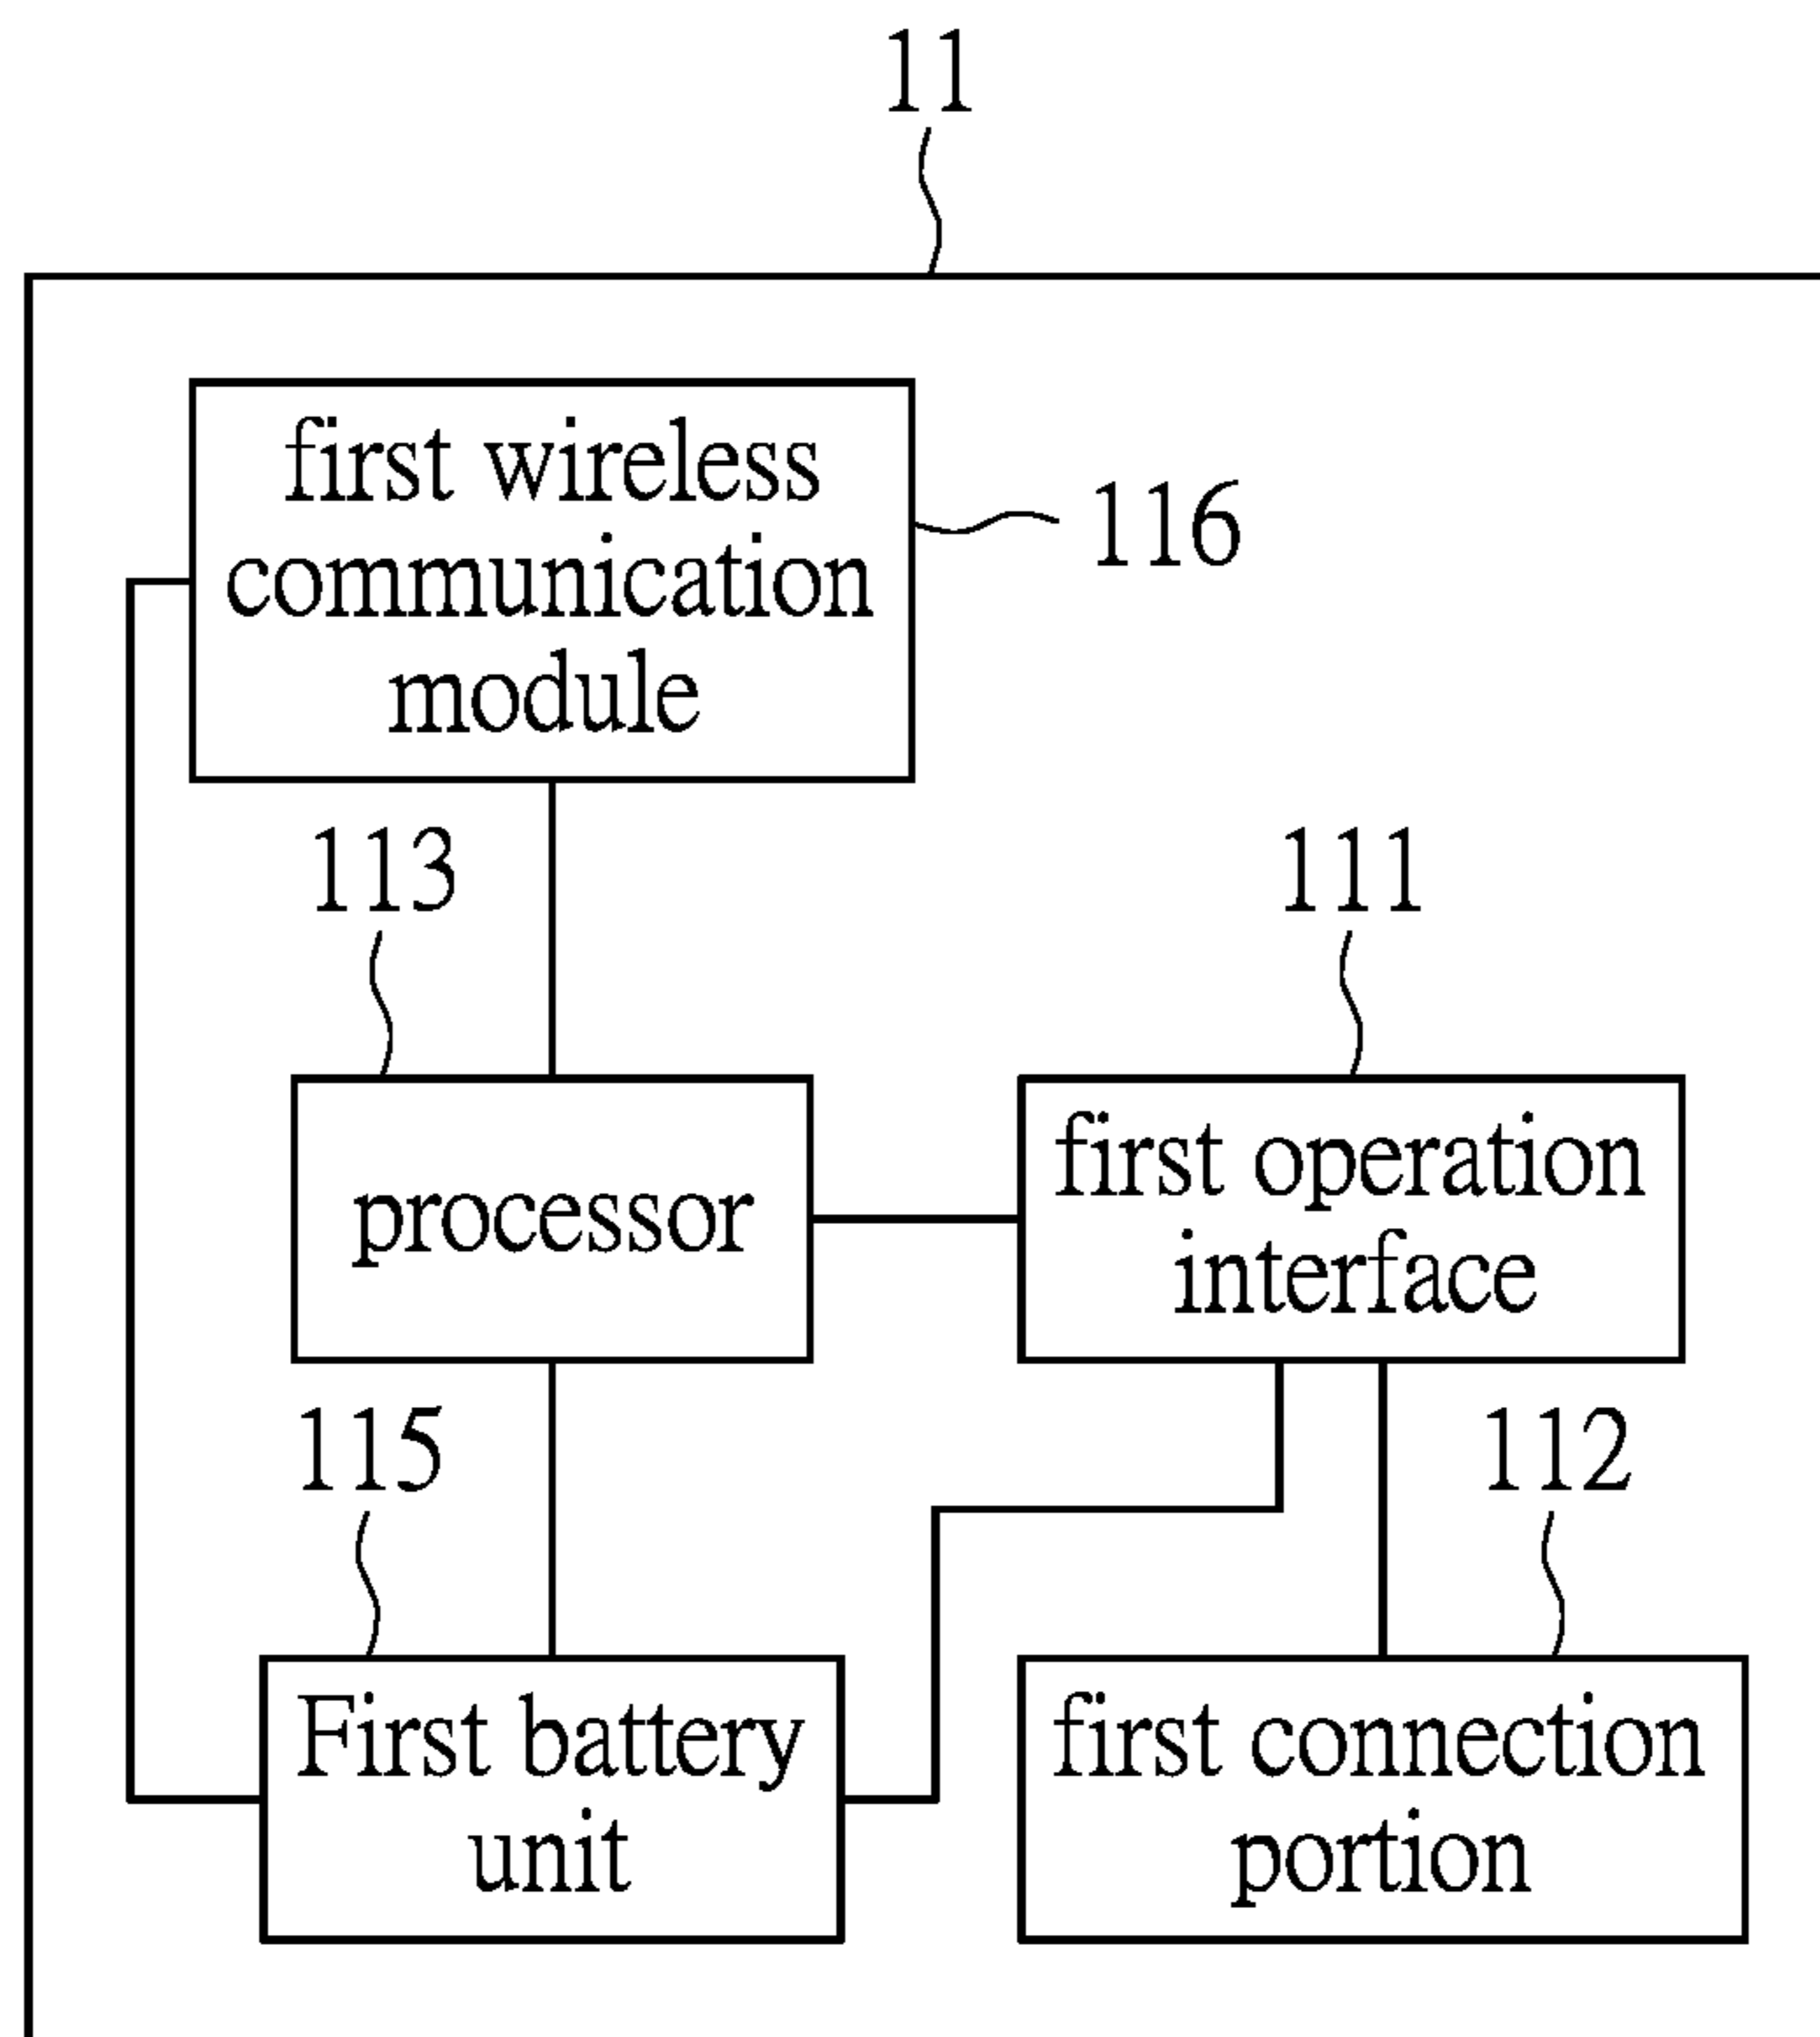 11
first wireless
communication
module
116
113
111
processor
first operation
interface
115
112
First battery
unit
first connection
portion